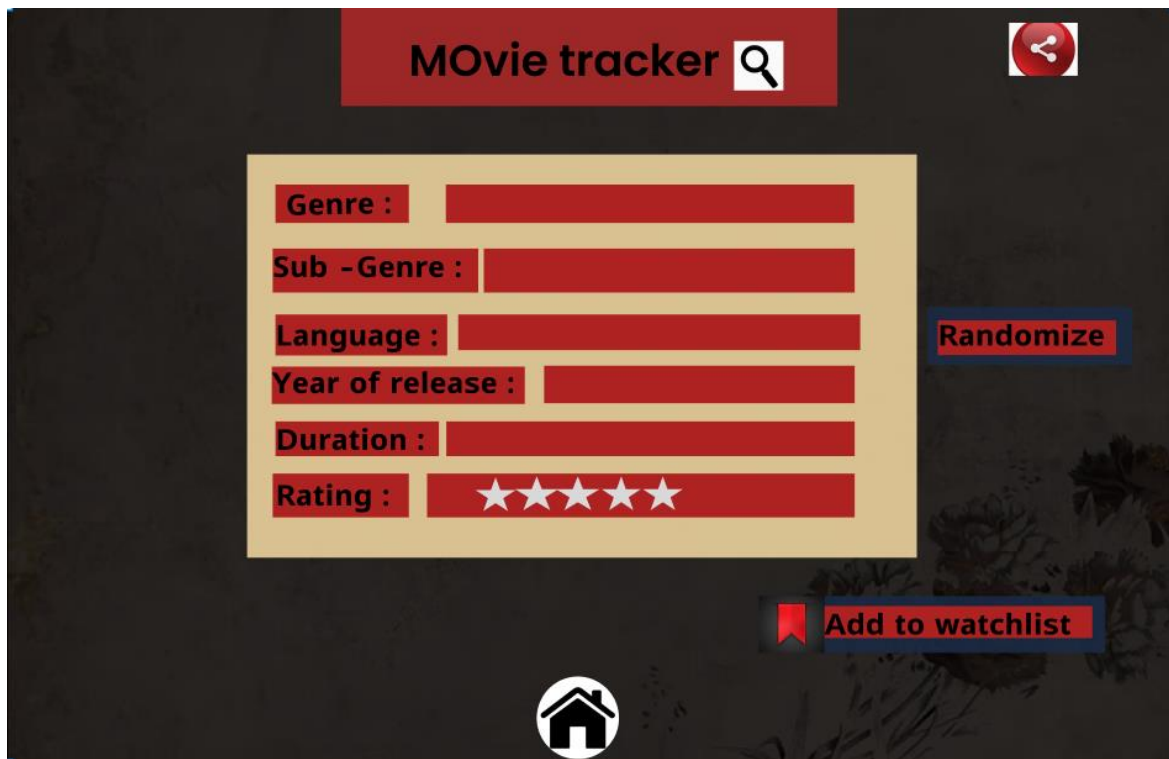 MOvie tracker
Genre :
Sub -Genre :
Language :
Randomize
Year of release :
Duration :
Rating :
Add to watchlist